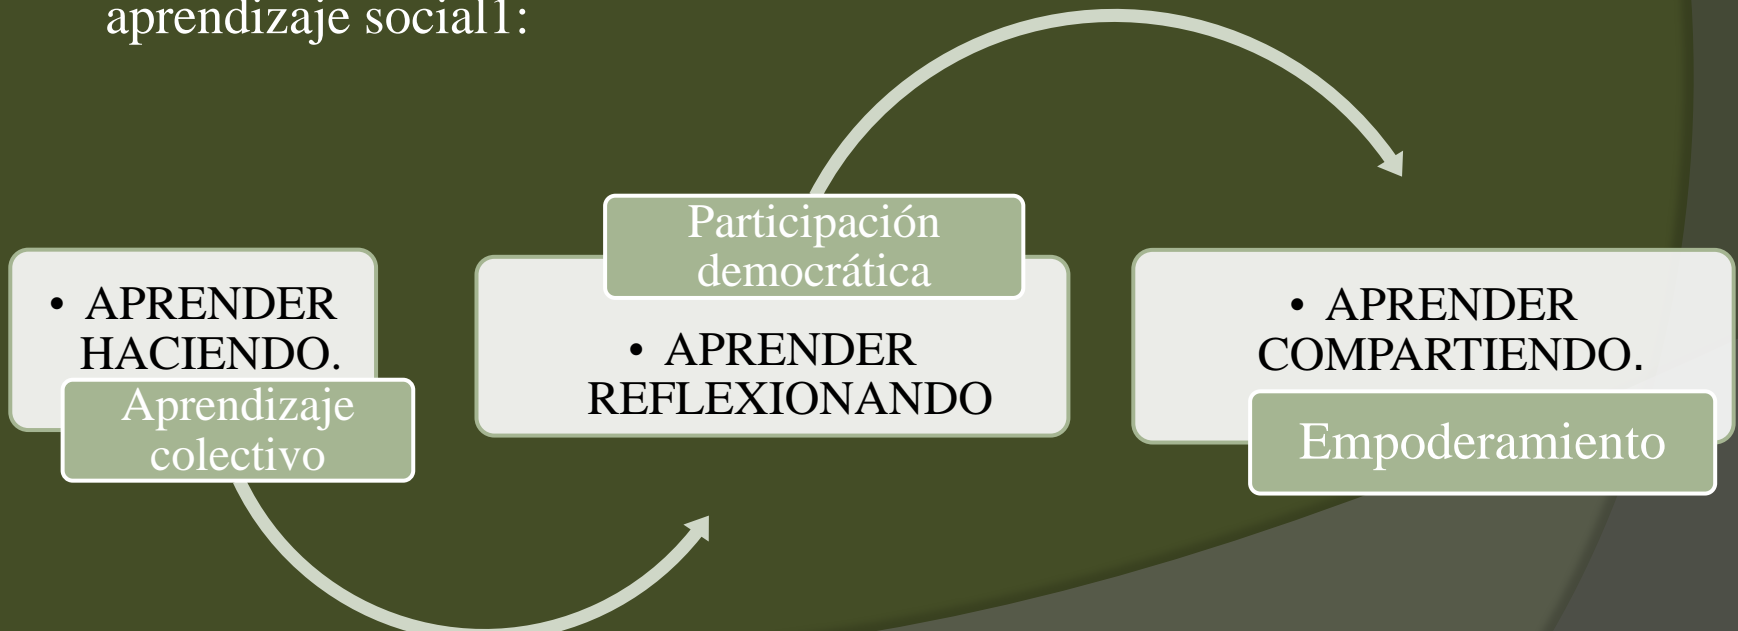 aprendizaje social1:
• APRENDER
HACIENDO.
Aprendizaje
colectivo
Participación
democrática
• APRENDER
REFLEXIONANDO
• APRENDER
COMPARTIENDO.
Empoderamiento